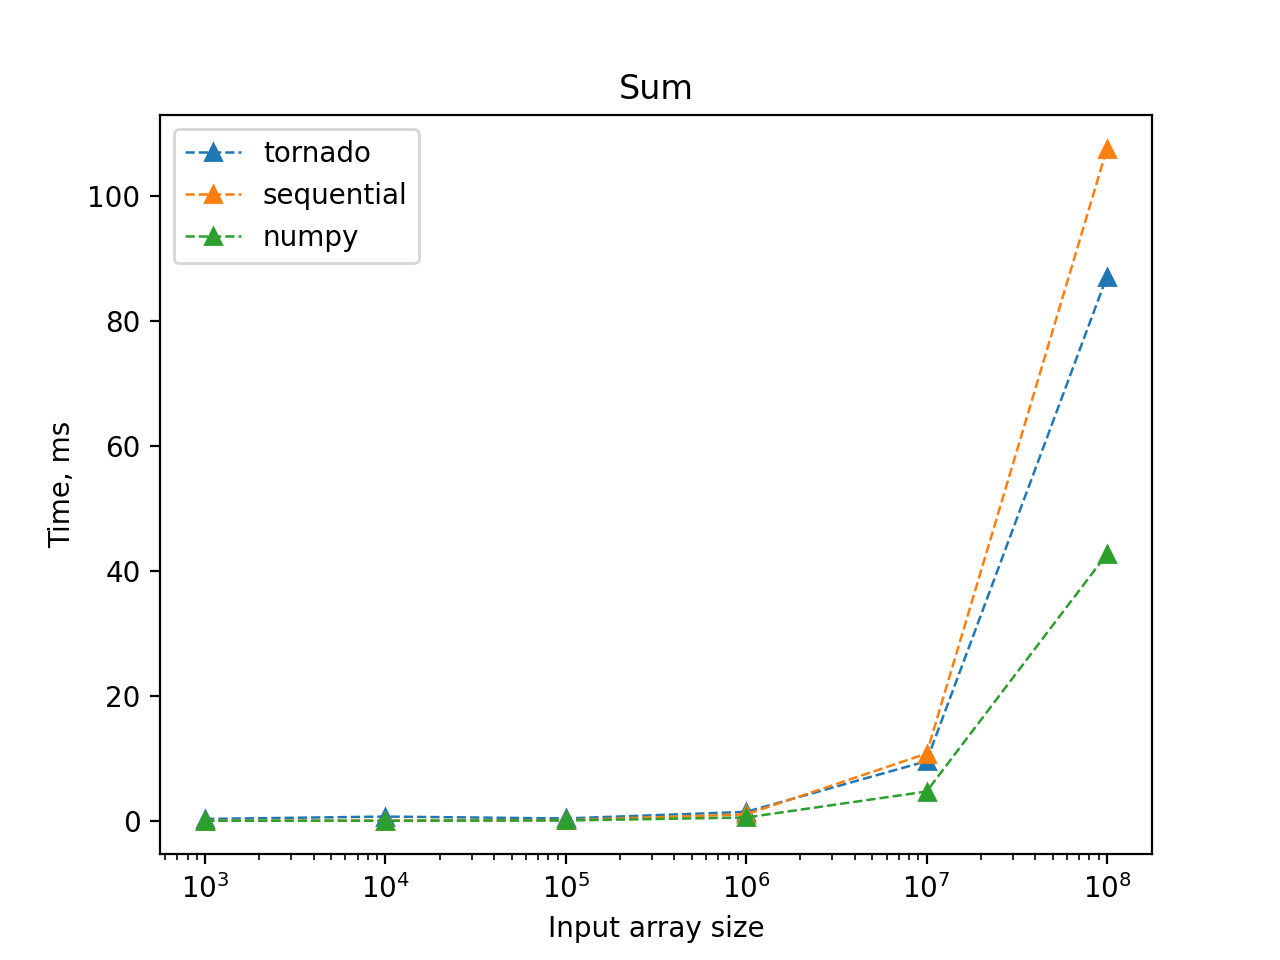 Sum
tornado
sequential
numpy
100
80
60
40
20
0
Time, ms
10³ 10⁴ 10⁵ 10⁶ 10⁷ 10⁸
Input array size